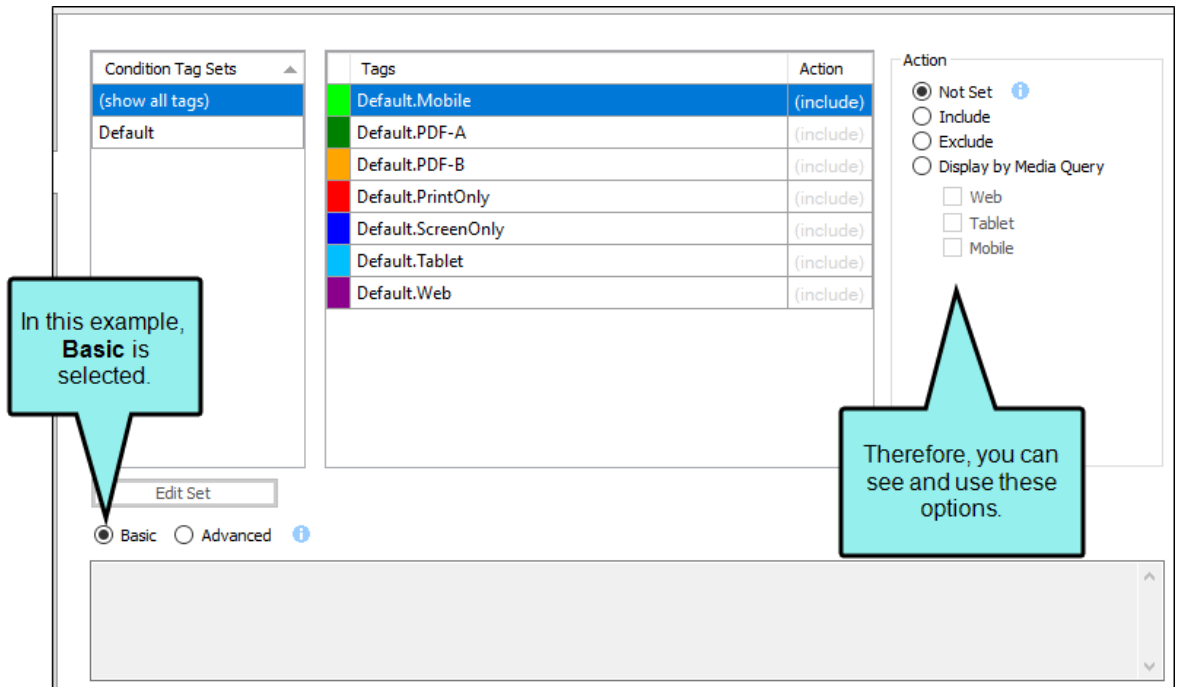 Condition Tag Sets
(show all tags)
Default
Tags Action
Default.Mobile (include)
Default.PDF-A (include)
Default.PDF-B (include)
Default.PrintOnly (include)
Default.ScreenOnly (include)
Default.Tablet (include)
Default.Web (include)
Action
Not Set
Include
Exclude
Display by Media Query
Web
Tablet
Mobile
In this example,
Basic is
selected.
Therefore, you can
see and use these
options.
Edit Set
Basic Advanced